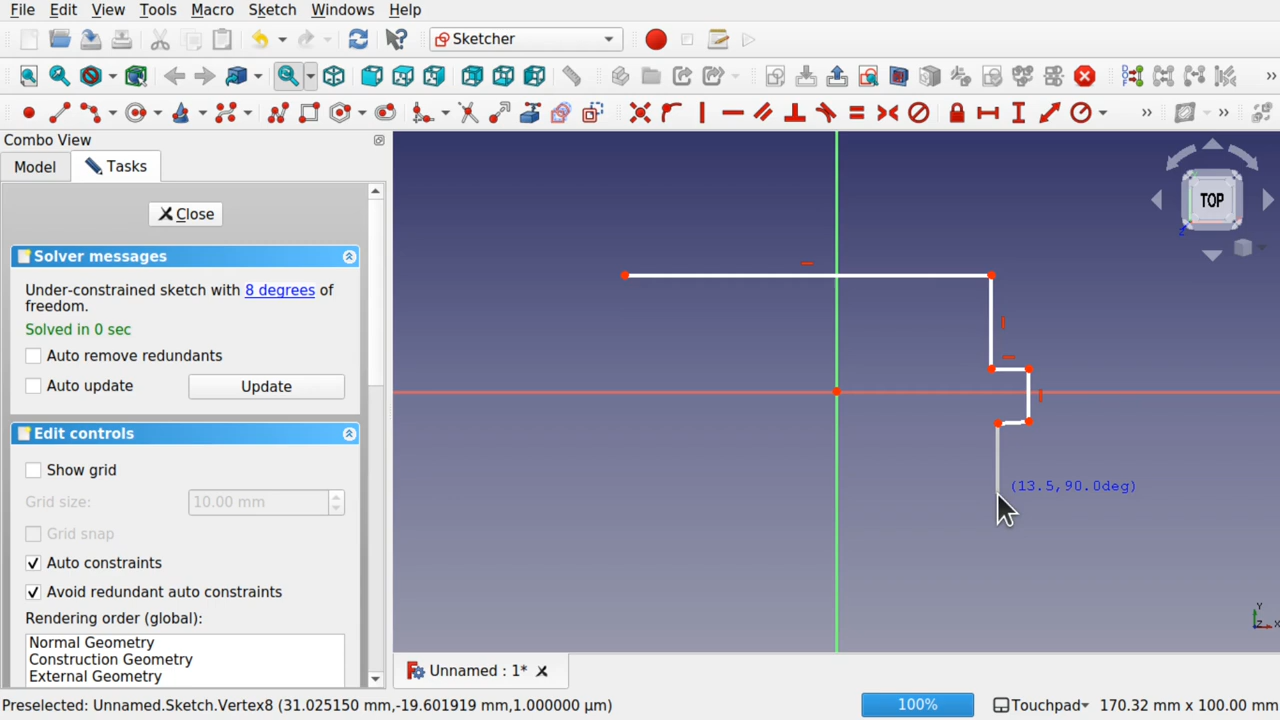 File Edit View Tools Macro Sketch Windows Help
Sketcher
Combo View
Model Tasks
Close
Solver messages
Under-constrained sketch with 8 degrees of
freedom.
Solved in 0 sec
Auto remove redundants
Auto update Update
Edit controls
Show grid
Grid size: 10.00 mm
Grid snap
Auto constraints
Avoid redundant auto constraints
Rendering order (global):
Normal Geometry
Construction Geometry
External Geometry
TOP
Z
(13.5,90.0deg)
Y
Z X
Unnamed : 1*
Preselected: Unnamed.Sketch.Vertex8 (31.025150 mm,-19.601919 mm,1.000000 µm) 100% Touchpad 170.32 mm x 100.00 mm